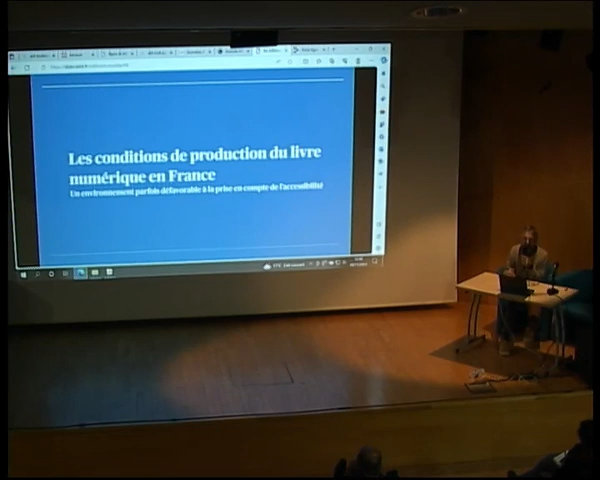 Les conditions de production du livre
numérique en France
Un environnement parfois défavorable à la prise en compte de l'accessibilité